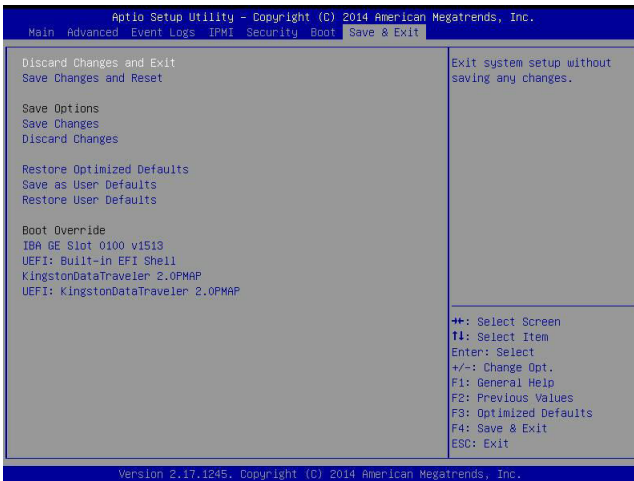 Aptio Setup Utility – Copyright (C) 2014 American Megatrends, Inc.
Main Advanced Event Logs IPMI Security Boot Save & Exit
Discard Changes and Exit
Save Changes and Reset
Save Options
Save Changes
Discard Changes
Restore Optimized Defaults
Save as User Defaults
Restore User Defaults
Boot Override
IBA GE Slot 0100 v1513
UEFI: Built-in EFI Shell
KingstonDataTraveler 2.0PMAP
UEFI: KingstonDataTraveler 2.0PMAP
Exit system setup without
saving any changes.
→←: Select Screen
↑↓: Select Item
Enter: Select
+/-: Change Opt.
F1: General Help
F2: Previous Values
F3: Optimized Defaults
F4: Save & Exit
ESC: Exit
Version 2.17.1245. Copyright (C) 2014 American Megatrends, Inc.